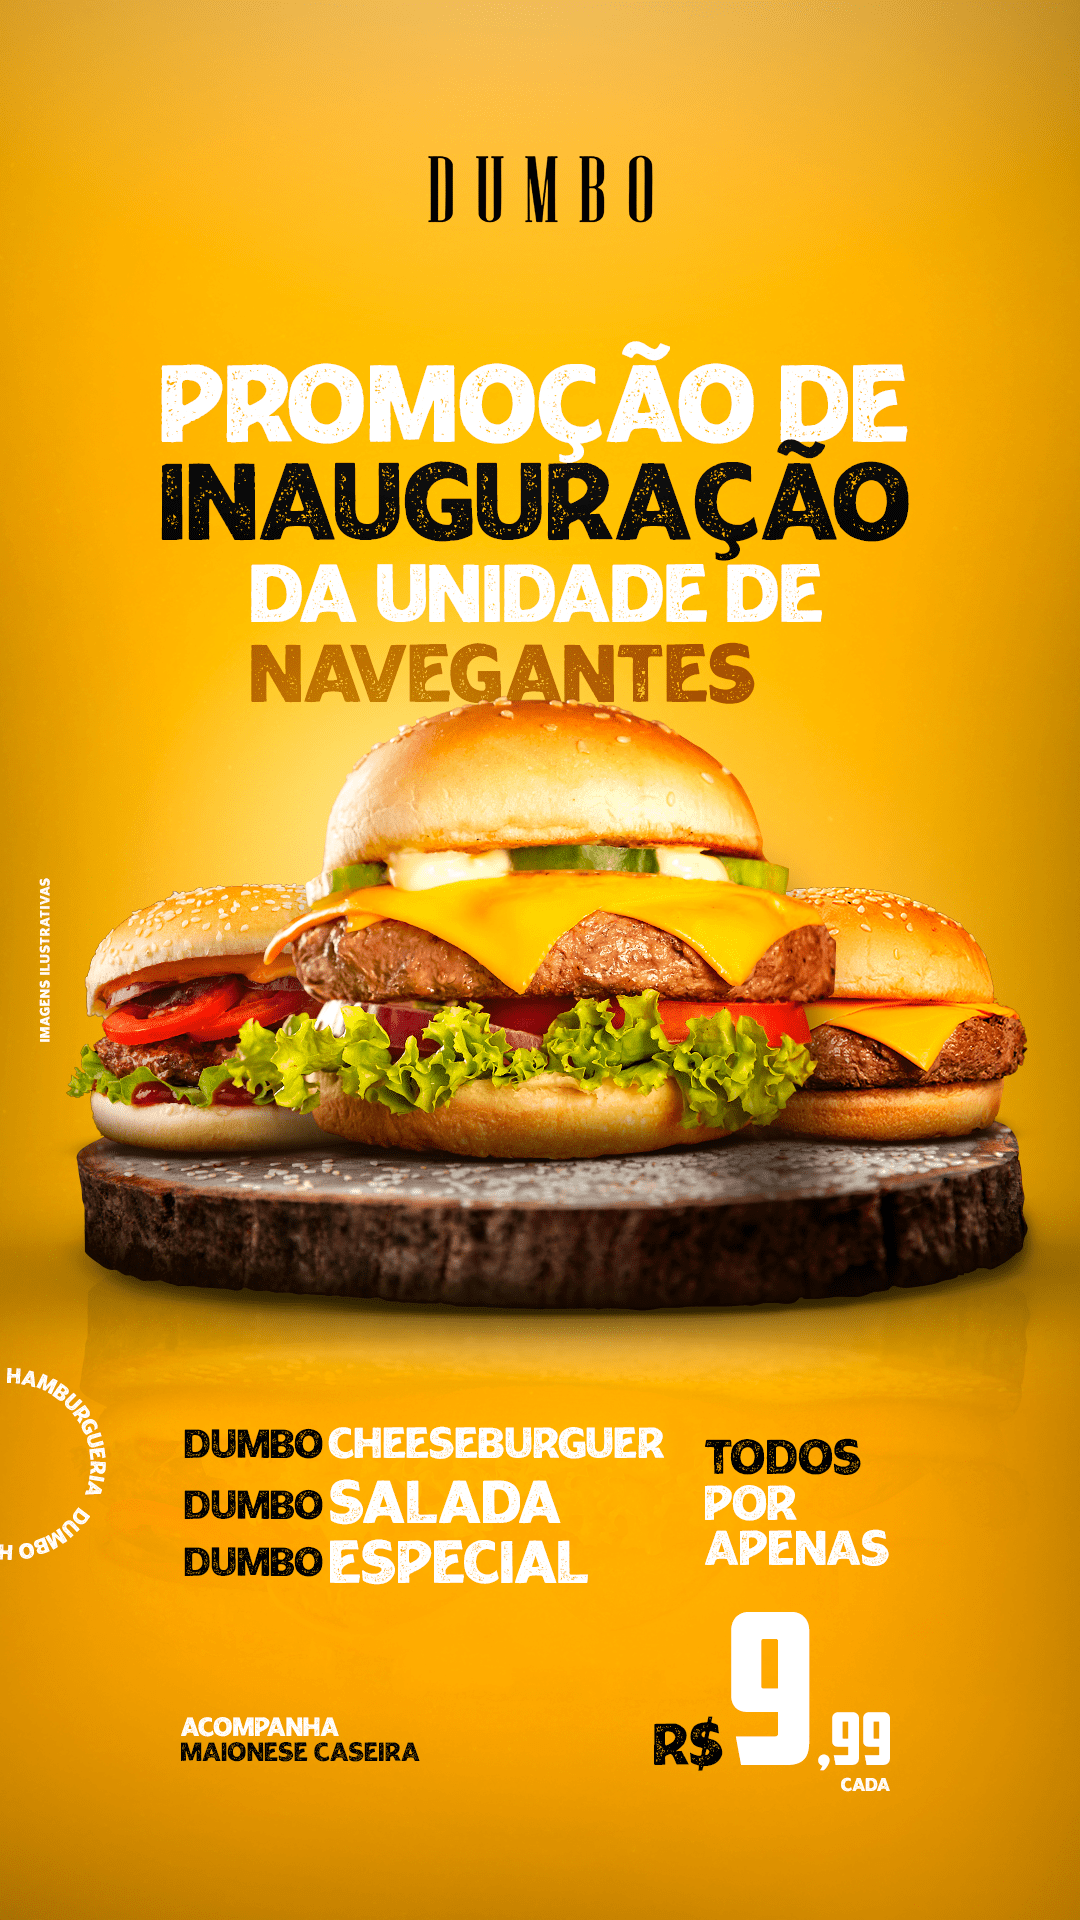 DUMBO
PROMOÇÃO DE
INAUGURAÇÃO
DA UNIDADE DE
NAVEGANTES
IMAGENS ILUSTRATIVAS
HAMBURGUERIA DUMBO H
DUMBO CHEESEBURGUER
DUMBO SALADA
DUMBO ESPECIAL
TODOS
POR
APENAS
R$ 9,99
CADA
ACOMPANHA
MAIONESE CASEIRA